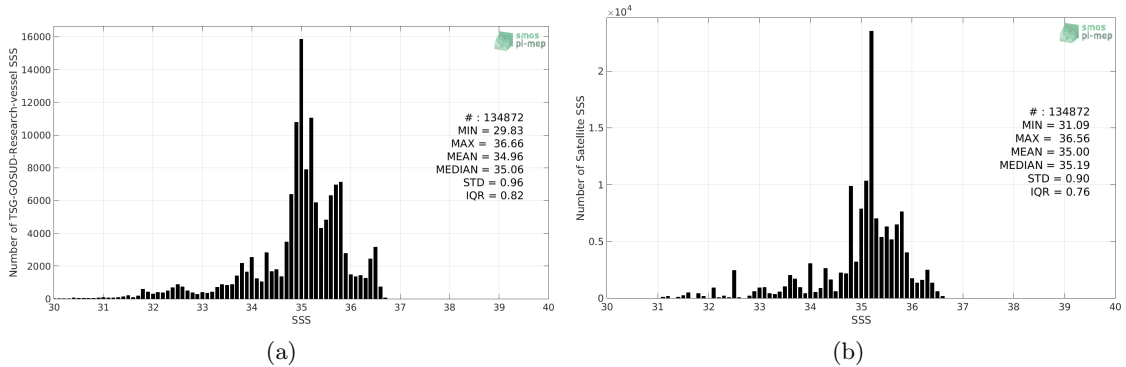 16000
14000
12000
10000
8000
6000
4000
2000
0
30
31
32
33
34
35
36
37
38
39
40
SSS
Number of TSG-GOSUD-Research-vessel SSS
smos
pi-mep
# : 134872
MIN = 29.83
MAX = 36.66
MEAN = 34.96
MEDIAN = 35.06
STD = 0.96
IQR = 0.82
(a)
×10⁴
2
1.5
1
0.5
0
30
31
32
33
34
35
36
37
38
39
40
SSS
Number of Satellite SSS
smos
pi-mep
# : 134872
MIN = 31.09
MAX = 36.56
MEAN = 35.00
MEDIAN = 35.19
STD = 0.90
IQR = 0.76
(b)